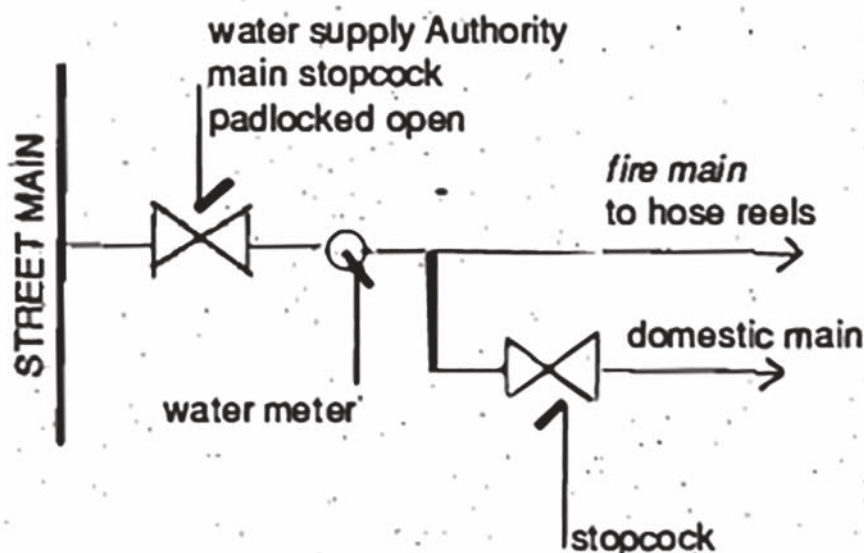 water supply Authority
main stopcock
padlocked open
STREET MAIN
fire main
to hose reels
domestic main
water meter
stopcock